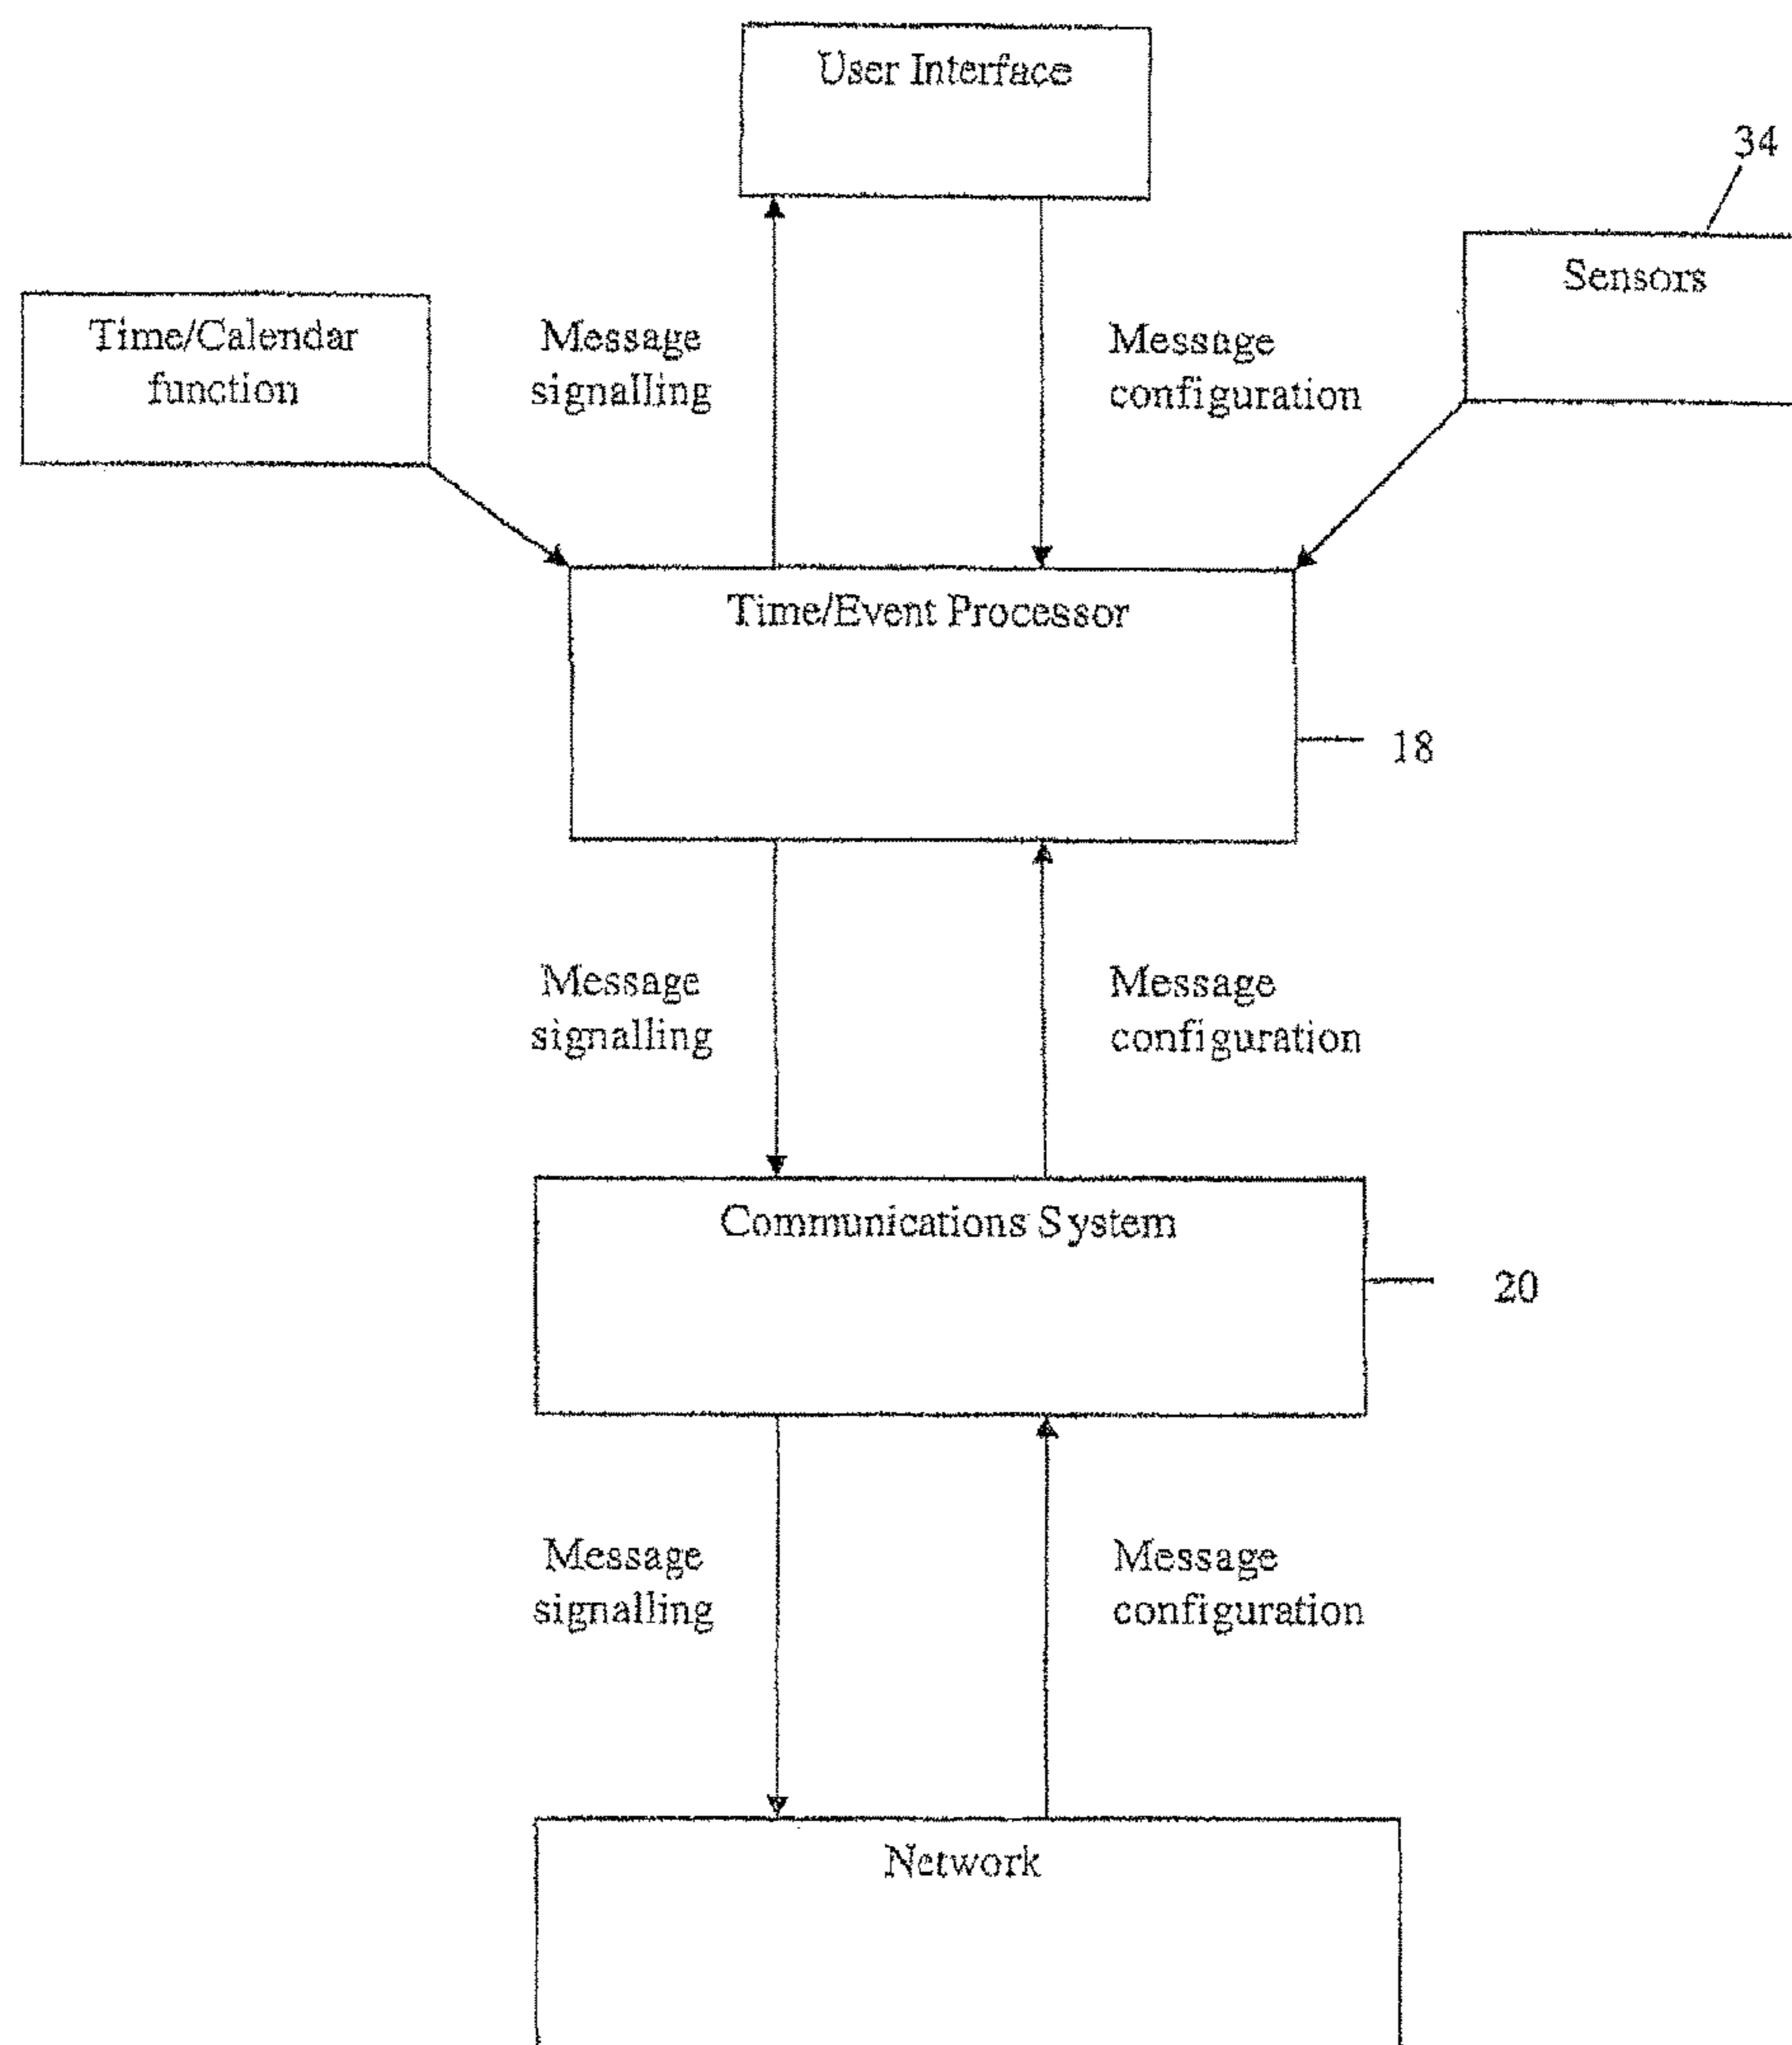 User Interface
34
Sensors
Time/Calendar
function
Message
signalling
Message
configuration
Time/Event Processor
18
Message
signalling
Message
configuration
Communications System
20
Message
signalling
Message
configuration
Network